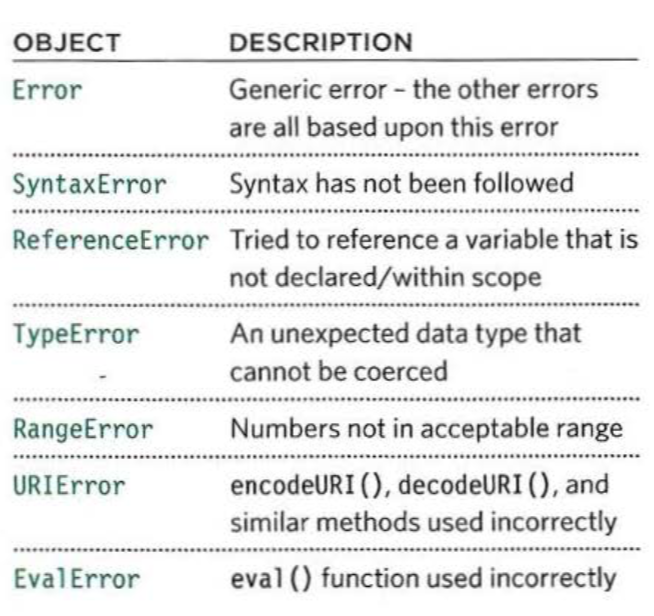 OBJECT DESCRIPTION
Error Generic error – the other errors
are all based upon this error
SyntaxError Syntax has not been followed
ReferenceError Tried to reference a variable that is
not declared/within scope
TypeError An unexpected data type that
cannot be coerced
RangeError Numbers not in acceptable range
URIError encodeURI(), decodeURI(), and
similar methods used incorrectly
EvalError eval() function used incorrectly